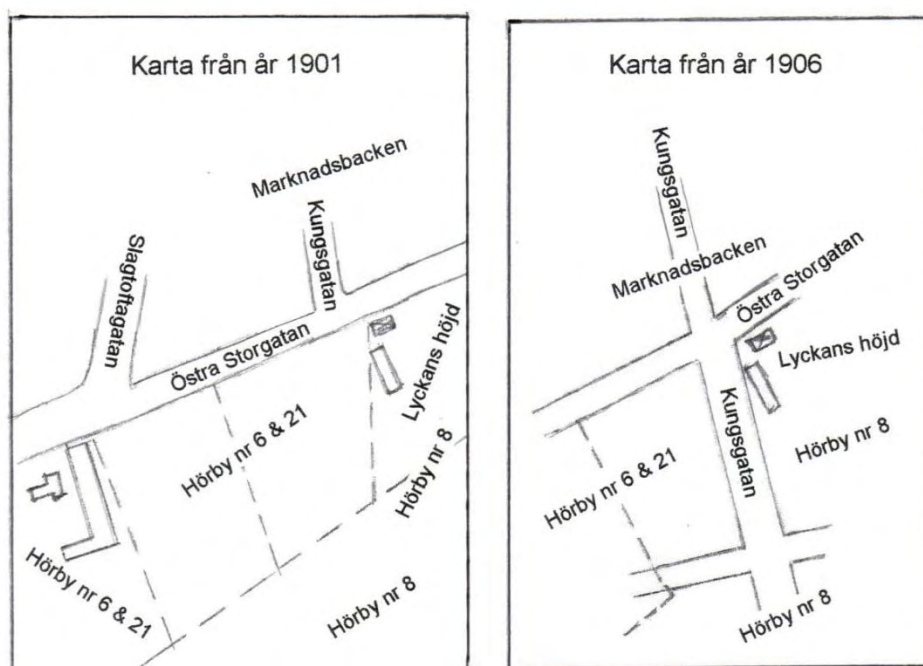 Karta från år 1901
Marknadsbacken
Kungsgatan
Slagtoftagatan
Östra Storgatan
Lyckans höjd
Hörby nr 6 & 21
Hörby nr 8
Hörby nr 6 & 21
Hörby nr 8
Karta från år 1906
Kungsgatan
Marknadsbacken
Östra Storgatan
Lyckans höjd
Kungsgatan
Hörby nr 8
Hörby nr 6 & 21
Hörby nr 8